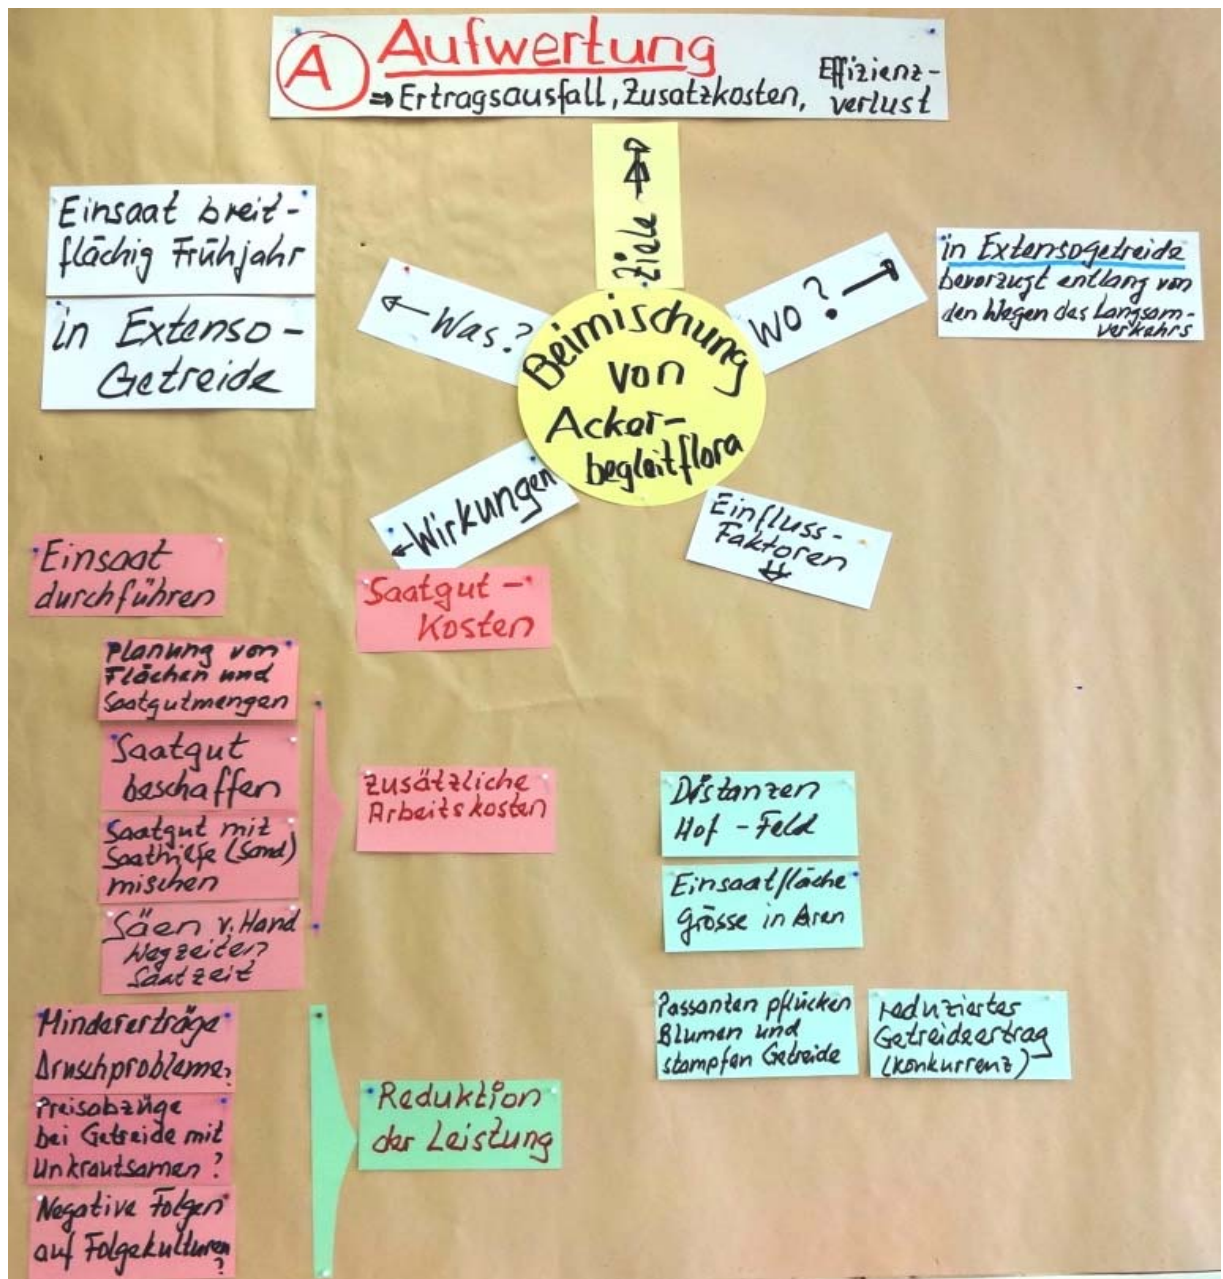 A
Aufwertung
⇒ Ertragsausfall, Zusatzkosten, Effizienz-
verlust
Ziele
Einsaat breit-
flächig Frühjahr
in Extenso-
Getreide
← Was?
Wo? →
in Extensogetreide
bevorzugt entlang von
den Wegen des Langsam-
verkehrs
Beimischung
von
Acker-
begleitflora
← Wirkungen
Einfluss-
Faktoren
Einsaat
durchführen
Saatgut-
Kosten
Planung von
Flächen und
Saatgutmengen
Saatgut
beschaffen
Saatgut mit
Saathilfe (Sand)
mischen
Säen v. Hand
Wegzeiten
Saatzeit
zusätzliche
Arbeitskosten
Distanzen
Hof - Feld
Einsaatfläche
Grösse in Aren
Passanten pflücken
Blumen und
stampfen Getreide
reduzierter
Getreideertrag
(Konkurrenz)
Mindererträge
Druschprobleme?
Preisabzüge
bei Getreide mit
Unkrautsamen?
Negative Folgen
auf Folgekulturen
?
Reduktion
der Leistung